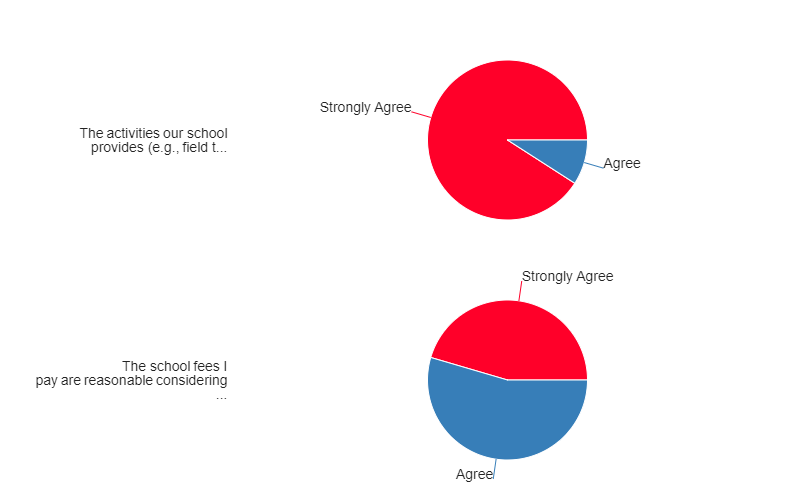 Strongly Agree
The activities our school
provides (e.g., field t...
Agree
Strongly Agree
The school fees I
pay are reasonable considering
...
Agree